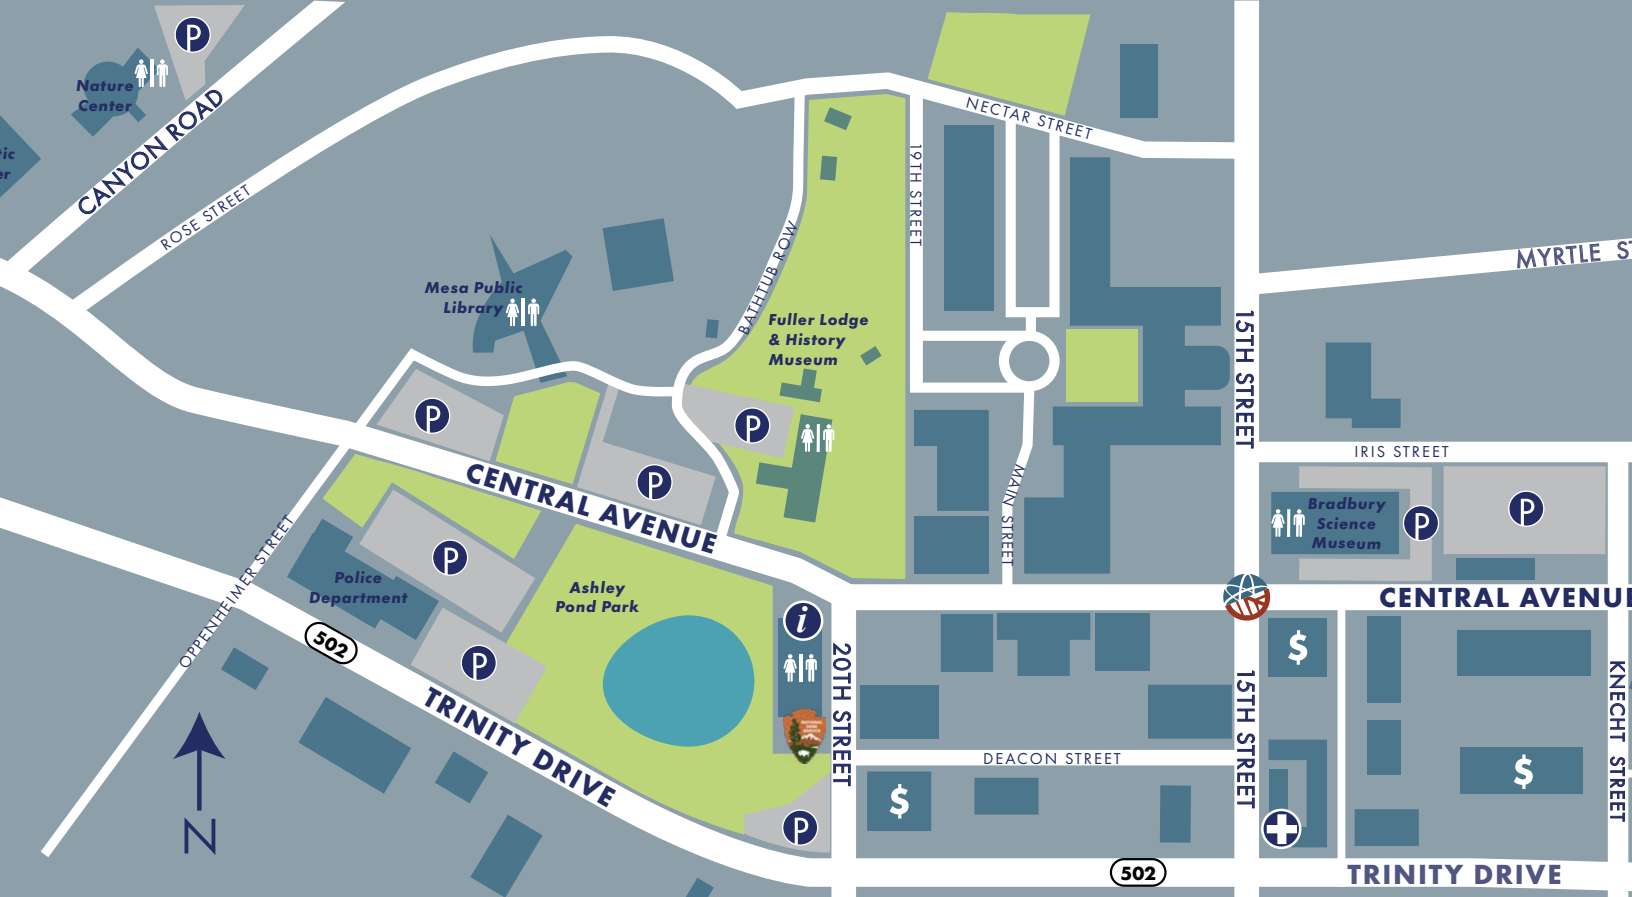 P
Nature
Center
CANYON ROAD
tic
er
ROSE STREET
NECTAR STREET
19TH STREET
BATHTUB ROW
MYRTLE S
Mesa Public
Library
Fuller Lodge
& History
Museum
15TH STREET
P
P
P
CENTRAL AVENUE
IRIS STREET
MAIN STREET
Bradbury
Science
Museum
P
P
OPPENHEIMER STREET
P
Police
Department
Ashley
Pond Park
CENTRAL AVENUE
i
502
P
20TH STREET
$
15TH STREET
KNECHT STREET
TRINITY DRIVE
DEACON STREET
$
$
N
P
502
TRINITY DRIVE